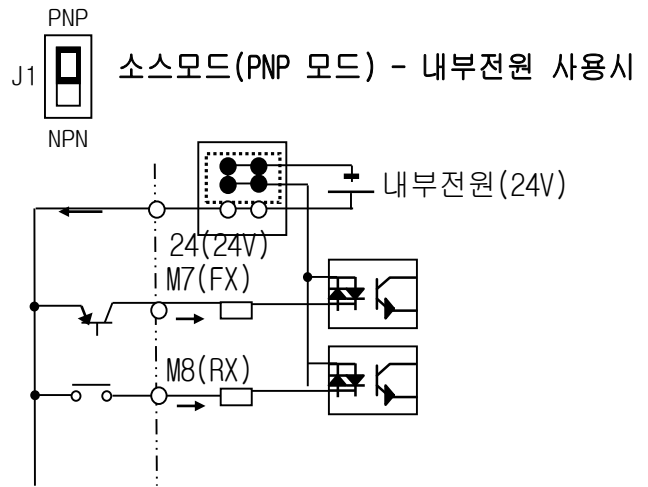 PNP
J1
소스모드(PNP 모드) - 내부전원 사용시
NPN
내부전원(24V)
24(24V)
M7(FX)
M8(RX)